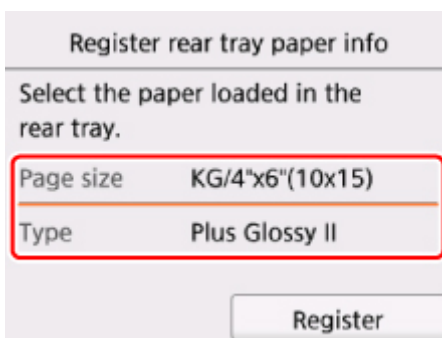 Register rear tray paper info
Select the paper loaded in the
rear tray.
Page size KG/4"x6"(10x15)
Type Plus Glossy II
Register